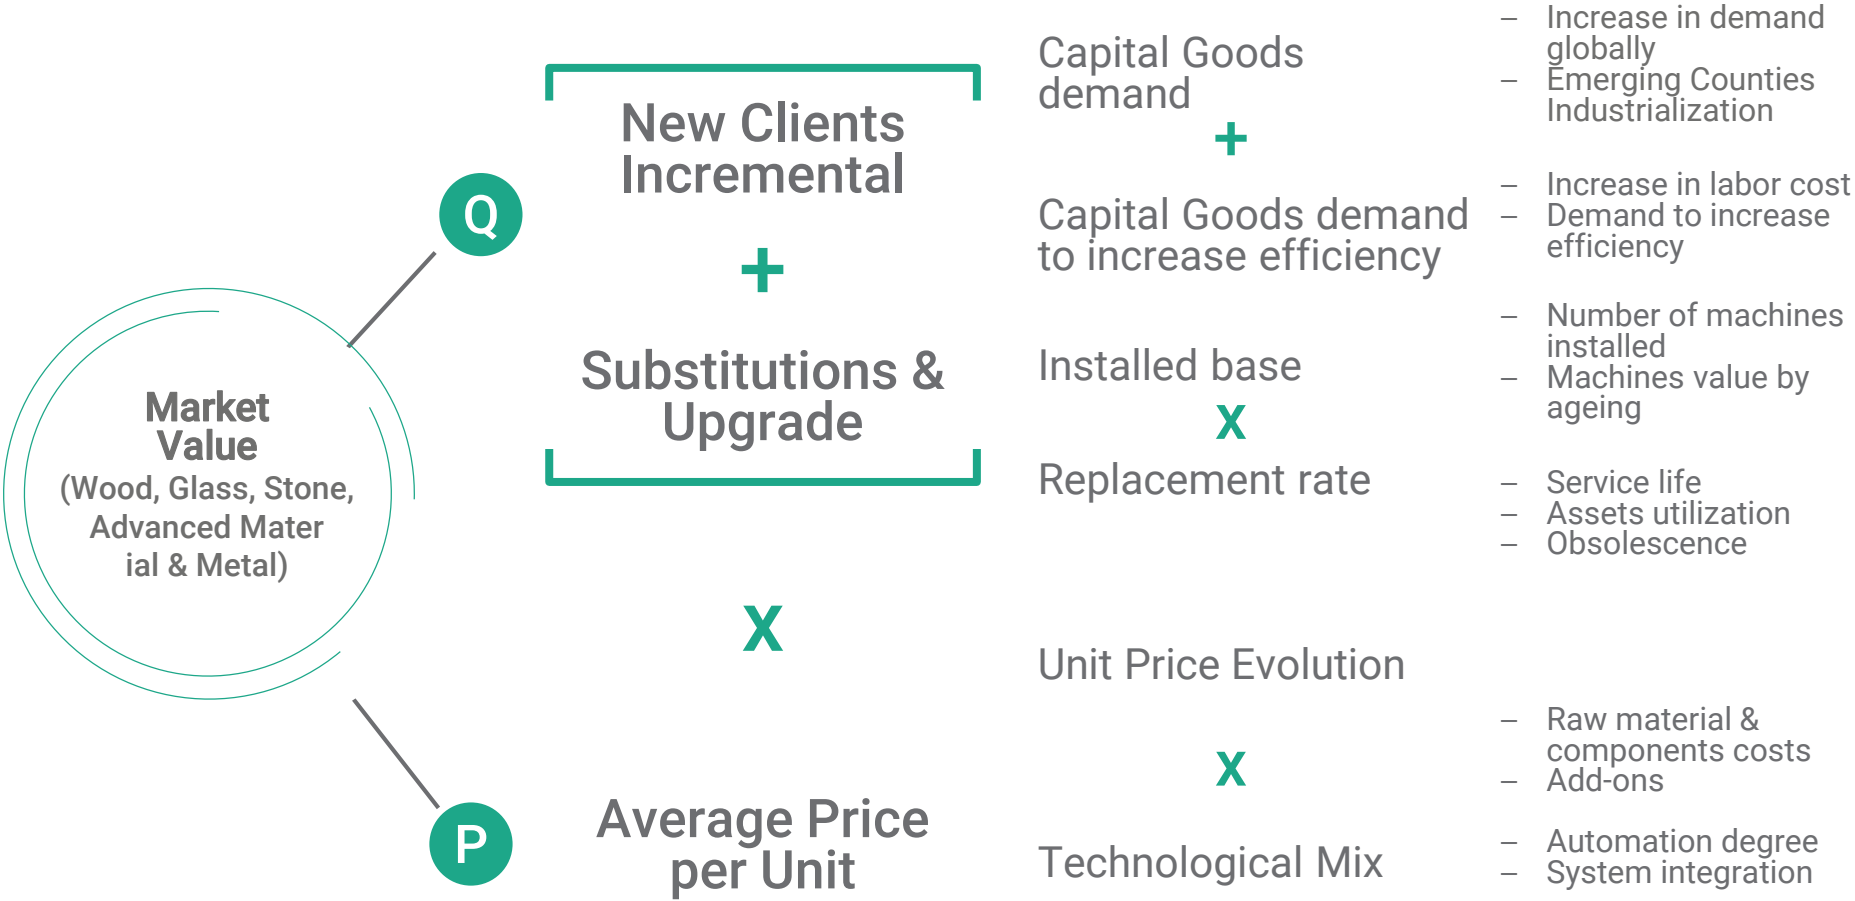 Market
Value
(Wood, Glass, Stone,
Advanced Mater
ial & Metal)
Q
New Clients
Incremental
+
Substitutions &
Upgrade
X
P
Average Price
per Unit
Capital Goods
demand
+
Capital Goods demand
to increase efficiency
Installed base
X
Replacement rate
Unit Price Evolution
X
Technological Mix
– Increase in demand
globally
– Emerging Counties
Industrialization
– Increase in labor cost
– Demand to increase
efficiency
– Number of machines
installed
– Machines value by
ageing
– Service life
– Assets utilization
– Obsolescence
– Raw material &
components costs
– Add-ons
– Automation degree
– System integration